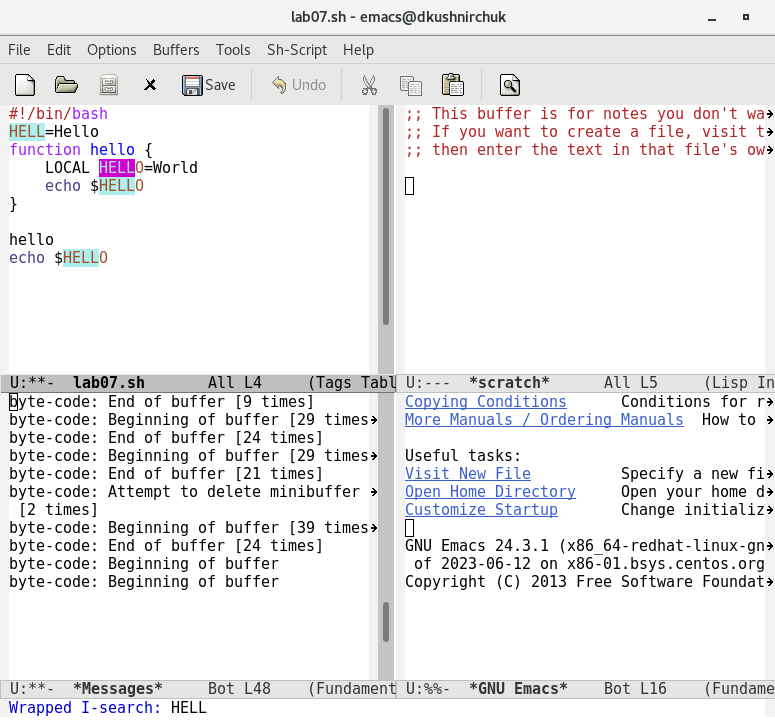 lab07.sh - emacs@dkushnirchuk
File Edit Options Buffers Tools Sh-Script Help
Save Undo
#!/bin/bash
HELL=Hello
function hello {
    LOCAL HELLO=World
    echo $HELLO
}
hello
echo $HELLO
U:**-  lab07.sh       All L4     (Tags Tabl
;; This buffer is for notes you don't wa
;; If you want to create a file, visit t
;; then enter the text in that file's ow
U:---  *scratch*      All L5     (Lisp In
byte-code: End of buffer [9 times]
byte-code: Beginning of buffer [29 times
byte-code: End of buffer [24 times]
byte-code: Beginning of buffer [29 times
byte-code: End of buffer [21 times]
byte-code: Attempt to delete minibuffer
 [2 times]
byte-code: Beginning of buffer [39 times
byte-code: End of buffer [24 times]
byte-code: Beginning of buffer
byte-code: Beginning of buffer
U:**-  *Messages*     Bot L48    (Fundament
Copying Conditions      Conditions for r
More Manuals / Ordering Manuals  How to
Useful tasks:
Visit New File          Specify a new fi
Open Home Directory     Open your home d
Customize Startup       Change initializ
GNU Emacs 24.3.1 (x86_64-redhat-linux-gn
 of 2023-06-12 on x86-01.bsys.centos.org
Copyright (C) 2013 Free Software Foundat
U:%%-  *GNU Emacs*    Bot L16    (Fundame
Wrapped I-search: HELL